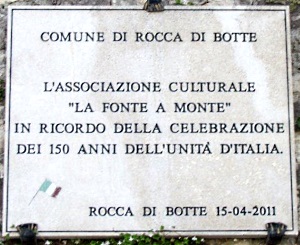 COMUNE DI ROCCA DI BOTTE
L'ASSOCIAZIONE CULTURALE
"LA FONTE A MONTE"
IN RICORDO DELLA CELEBRAZIONE
DEI 150 ANNI DELL'UNITÁ D'ITALIA.
ROCCA DI BOTTE 15-04-2011